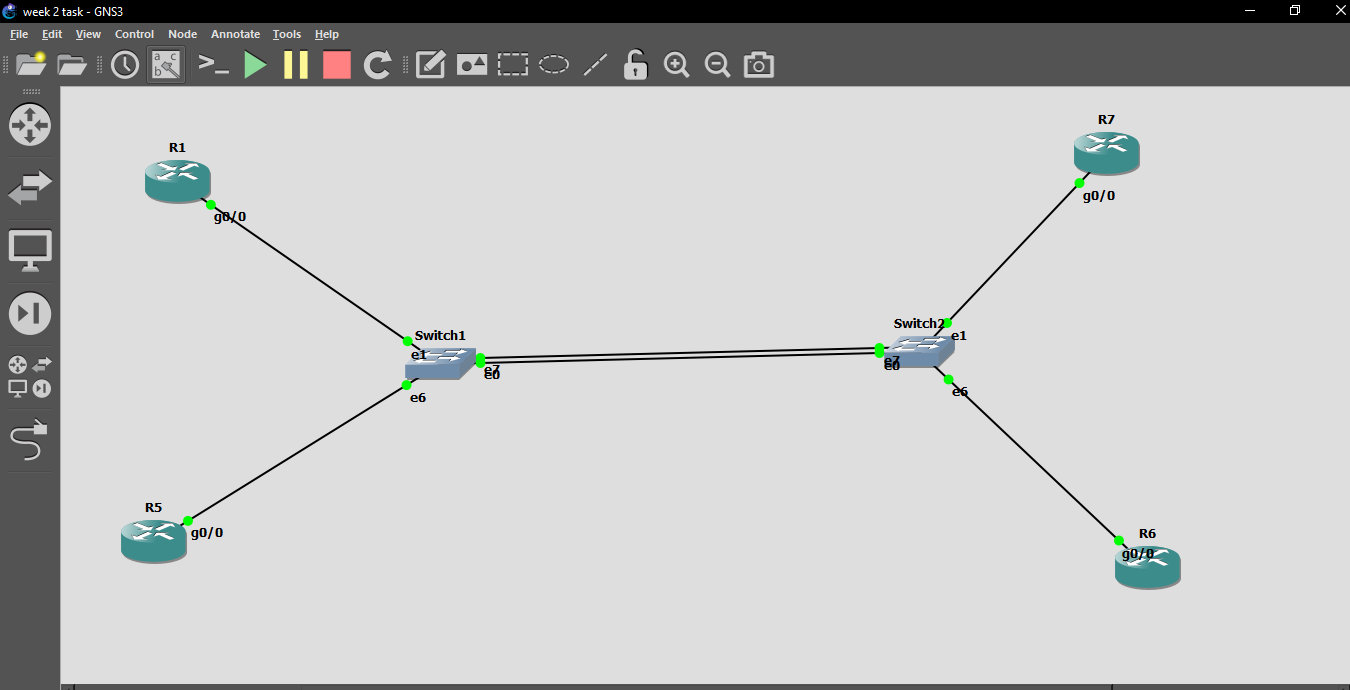 week 2 task - GNS3
File Edit View Control Node Annotate Tools Help
a c
b
R7
R1
g0/0
g0/0
Switch2
Switch1
e1
e1
e7
e0
e7
e0
e6
e6
R5
g0/0
R6
g0/0